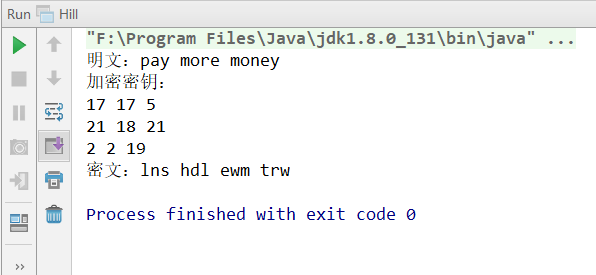 Run Hill
"F:\Program Files\Java\jdk1.8.0_131\bin\java" ...
明文：pay more money
加密密钥：
17 17 5
21 18 21
2 2 19
密文：lns hdl ewm trw
Process finished with exit code 0